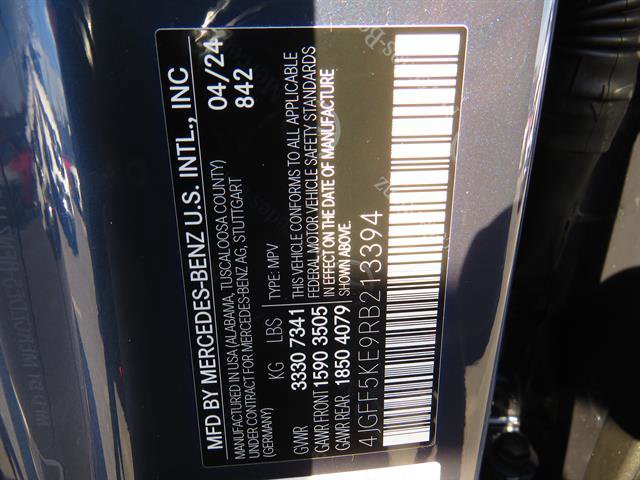 MFD BY MERCEDES-BENZ U.S. INTL., INC
MANUFACTURED IN USA (ALABAMA, TUSCALOOSA COUNTY)
UNDER CONTRACT FOR MERCEDES-BENZ AG, STUTTGART
(GERMANY)
04/24
842
KG LBS TYPE: MPV
GVWR 3330 7341
GAWR FRONT 1590 3505
GAWR REAR 1850 4079
THIS VEHICLE CONFORMS TO ALL APPLICABLE
FEDERAL MOTOR VEHICLE SAFETY STANDARDS
IN EFFECT ON THE DATE OF MANUFACTURE
SHOWN ABOVE.
4JGFF5KE9RB213394